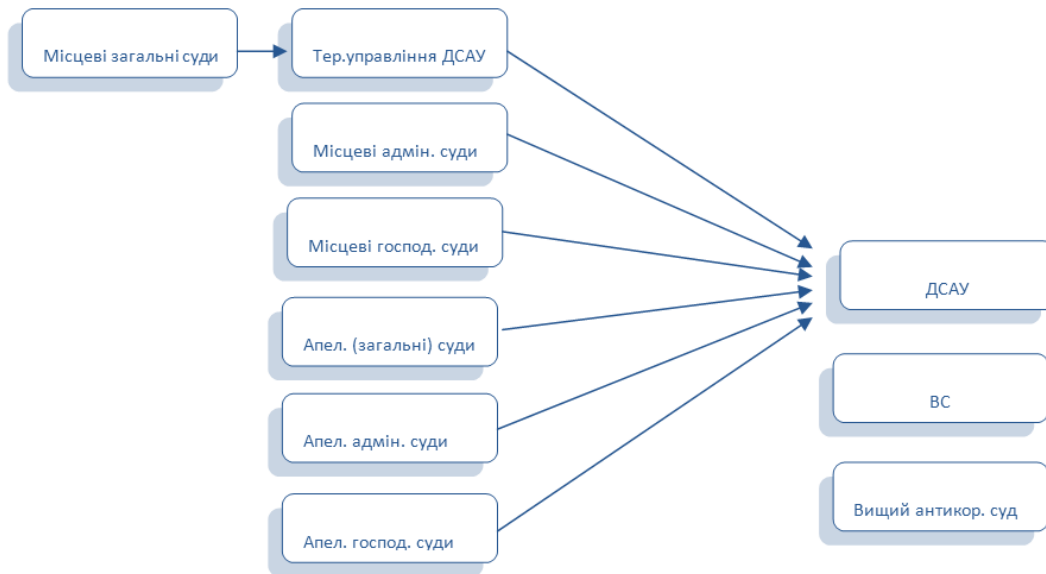 Місцеві загальні суди
Тер.управління ДСАУ
Місцеві адмін. суди
Місцеві господ. суди
Апел. (загальні) суди
Апел. адмін. суди
Апел. господ. суди
ДСАУ
ВС
Вищий антикор. суд